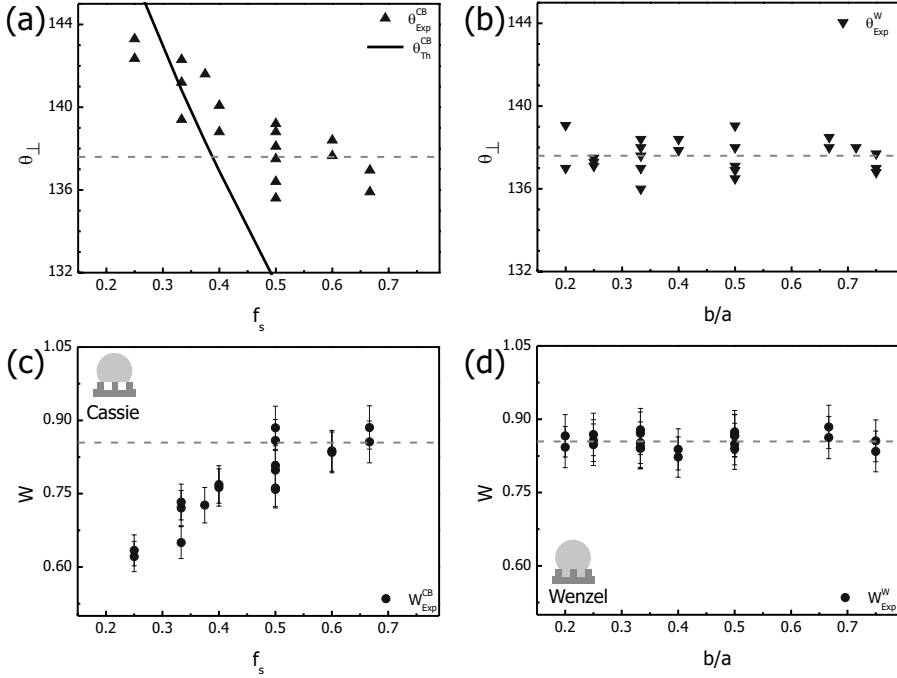 (a)
144
140
136
132
θ⊥
θ^CB_Exp
θ^CB_Th
0.2 0.3 0.4 0.5 0.6 0.7
f_s
(b)
144
140
136
132
θ⊥
θ^W_Exp
0.2 0.3 0.4 0.5 0.6 0.7
b/a
(c)
1.05
0.90
0.75
0.60
W
Cassie
W^CB_Exp
0.2 0.3 0.4 0.5 0.6 0.7
f_s
(d)
1.05
0.90
0.75
0.60
W
Wenzel
W^W_Exp
0.2 0.3 0.4 0.5 0.6 0.7
b/a